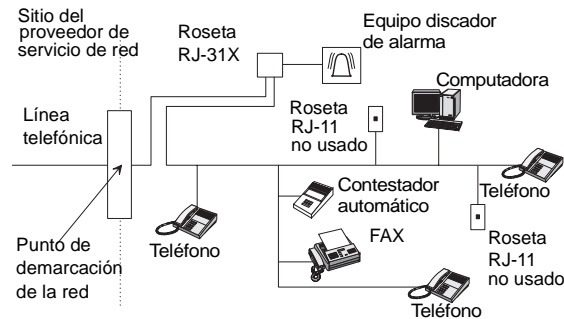 Sitio del
proveedor de
servicio de red
Roseta
RJ-31X
Equipo discador
de alarma
Computadora
Línea
telefónica
Roseta
RJ-11
no usado
Teléfono
Contestador
automático
Teléfono
FAX
Roseta
RJ-11
no usado
Punto de
demarcación
de la red
Teléfono